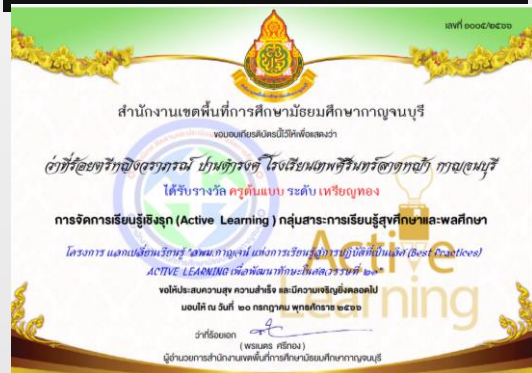 เลขที่ ๑๐๐๕/๒๕๖๖
สำนักงานเขตพื้นที่การศึกษามัธยมศึกษากาญจนบุรี
ขอมอบเกียรติบัตรนี้ไว้เพื่อแสดงว่า
ว่าที่ร้อยตรีหญิงวราภรณ์ ปานดำรงค์ โรงเรียนเทพศิรินทร์ลาดหญ้า กาญจนบุรี
ได้รับรางวัล ครูต้นแบบ ระดับ เหรียญทอง
การจัดการเรียนรู้เชิงรุก (Active Learning ) กลุ่มสาระการเรียนรู้สุขศึกษาและพลศึกษา
โครงการ แลกเปลี่ยนเรียนรู้ "สพม.กาญจน์ แห่งการเรียนรู้สู่การปฏิบัติที่เป็นเลิศ (Best Practices)
ACTIVE LEARNING เพื่อพัฒนาทักษะในศตวรรษที่ ๒๑"
Active
Learning
ขอให้ประสบความสุข ความสำเร็จ และมีความเจริญยิ่งตลอดไป
มอบให้ ณ วันที่ ๒๐ กรกฎาคม พุทธศักราช ๒๕๖๖
ว่าที่ร้อยเอก
( พรเนตร ศรีทอง )
ผู้อำนวยการสำนักงานเขตพื้นที่การศึกษามัธยมศึกษากาญจนบุรี